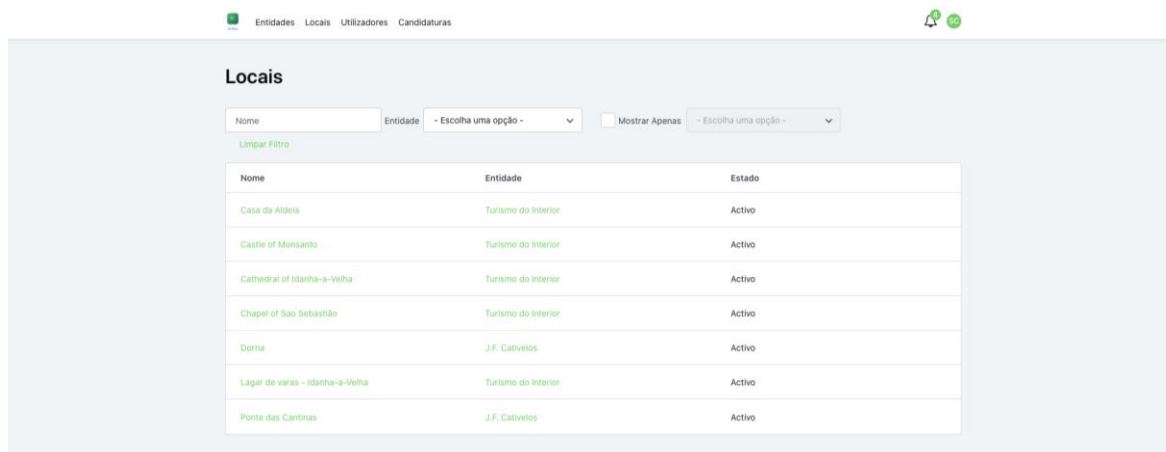 Entidades Locais Utilizadores Candidaturas 4 SC
Locais
Nome Entidade - Escolha uma opção - Mostrar Apenas - Escolha uma opção -
Limpar Filtro
Nome Entidade Estado
Casa da Aldeia Turismo do Interior Activo
Castle of Monsanto Turismo do Interior Activo
Cathedral of Idanha-a-Velha Turismo do Interior Activo
Chapel of Sao Sebastião Turismo do Interior Activo
Dorna J.F. Cativelos Activo
Lagar de varas - Idanha-a-Velha Turismo do Interior Activo
Ponte das Cantinas J.F. Cativelos Activo